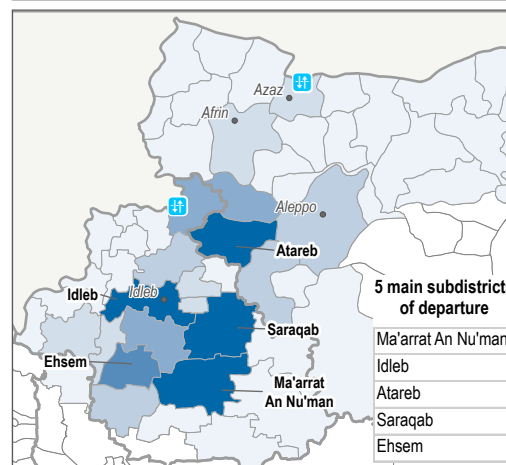 Azaz
Afrin
Aleppo
Atareb
Idleb
Idleb
5 main subdistrict
of departure
Saraqab
Ma'arrat An Nu'man
Ehsem
Idleb
Ma'arrat
An Nu'man
Atareb
Saraqab
Ehsem